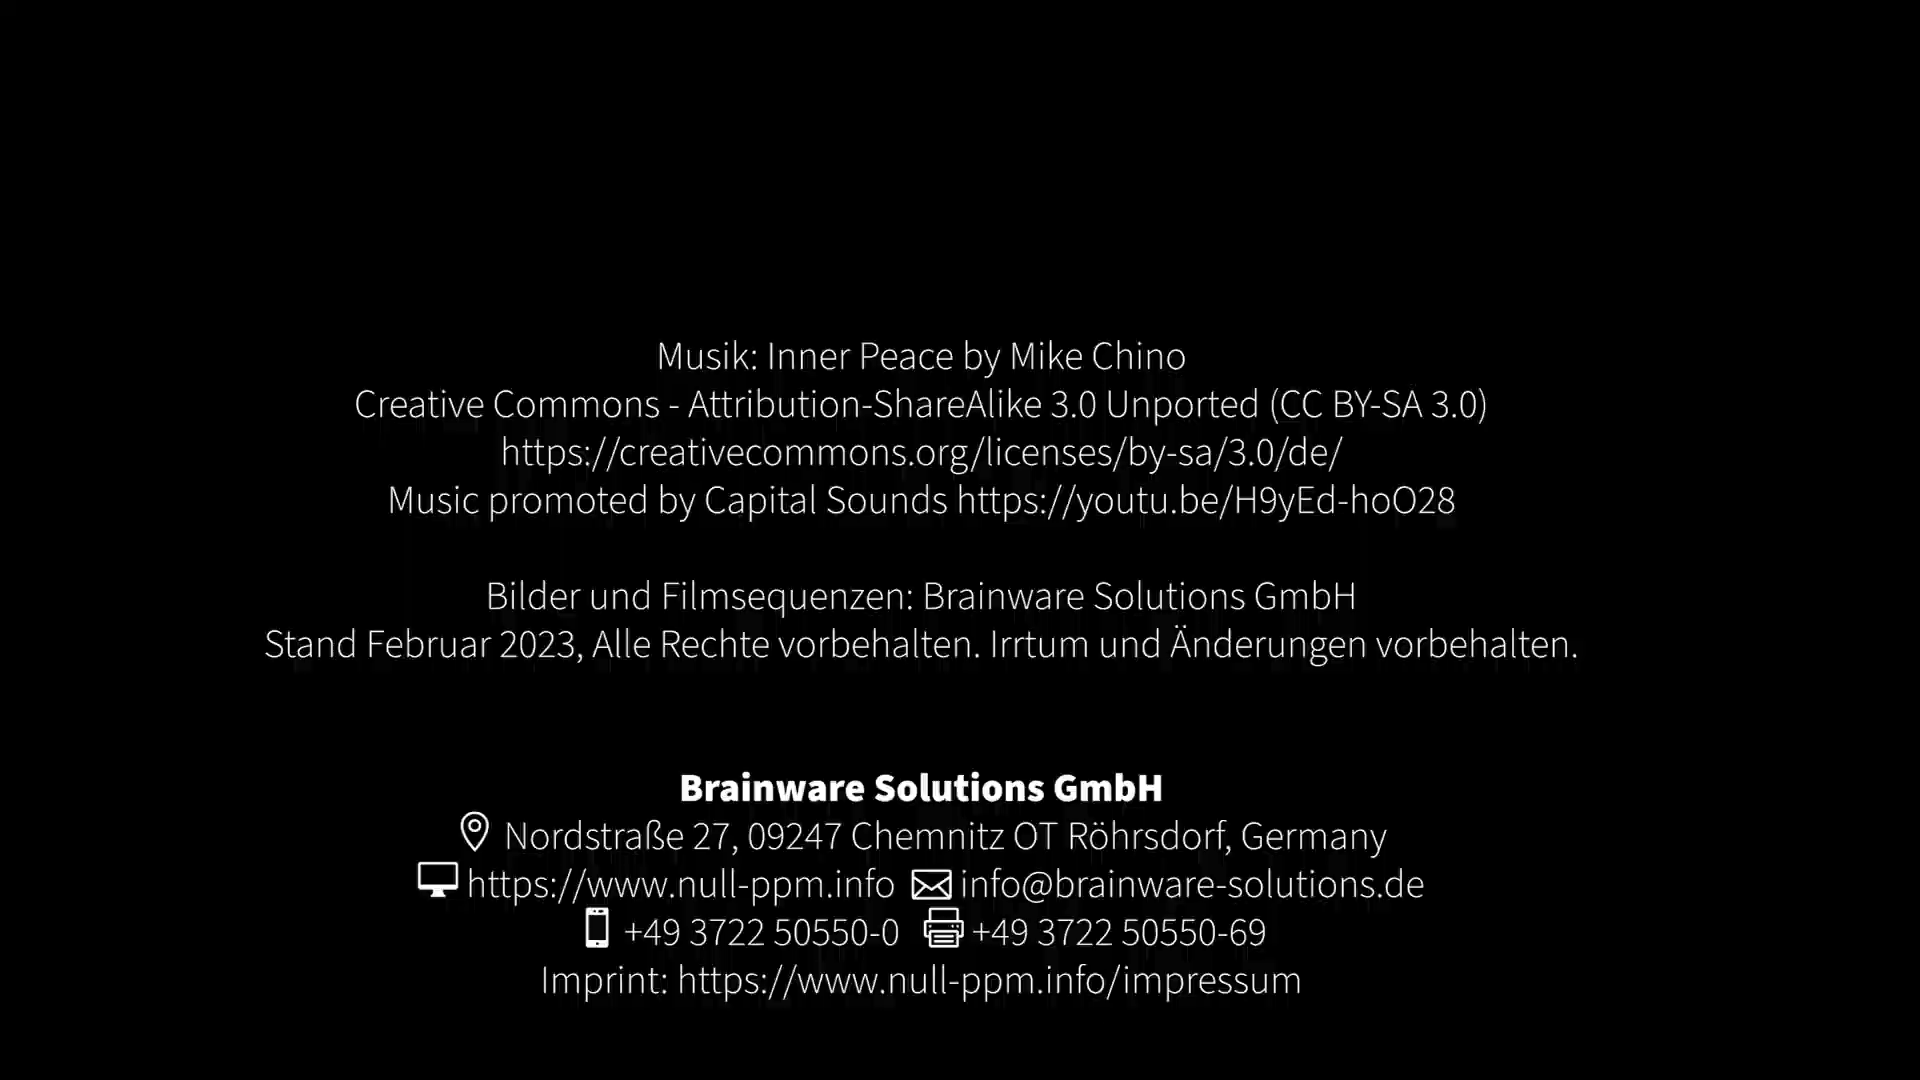 Musik: Inner Peace by Mike Chino
Creative Commons - Attribution-ShareAlike 3.0 Unported (CC BY-SA 3.0)
https://creativecommons.org/licenses/by-sa/3.0/de/
Music promoted by Capital Sounds https://youtu.be/H9yEd-hoO28
Bilder und Filmsequenzen: Brainware Solutions GmbH
Stand Februar 2023, Alle Rechte vorbehalten. Irrtum und Änderungen vorbehalten.
Brainware Solutions GmbH
Nordstraße 27, 09247 Chemnitz OT Röhrsdorf, Germany
https://www.null-ppm.info info@brainware-solutions.de
+49 3722 50550-0 +49 3722 50550-69
Imprint: https://www.null-ppm.info/impressum